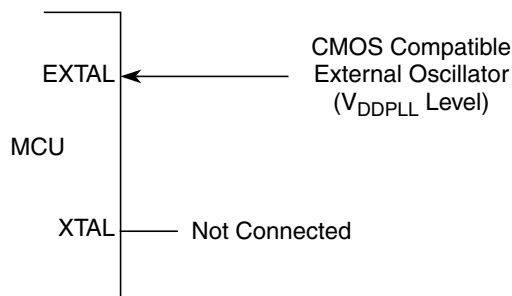 CMOS Compatible
External Oscillator
(VDDPLL Level)
EXTAL
MCU
XTAL
Not Connected